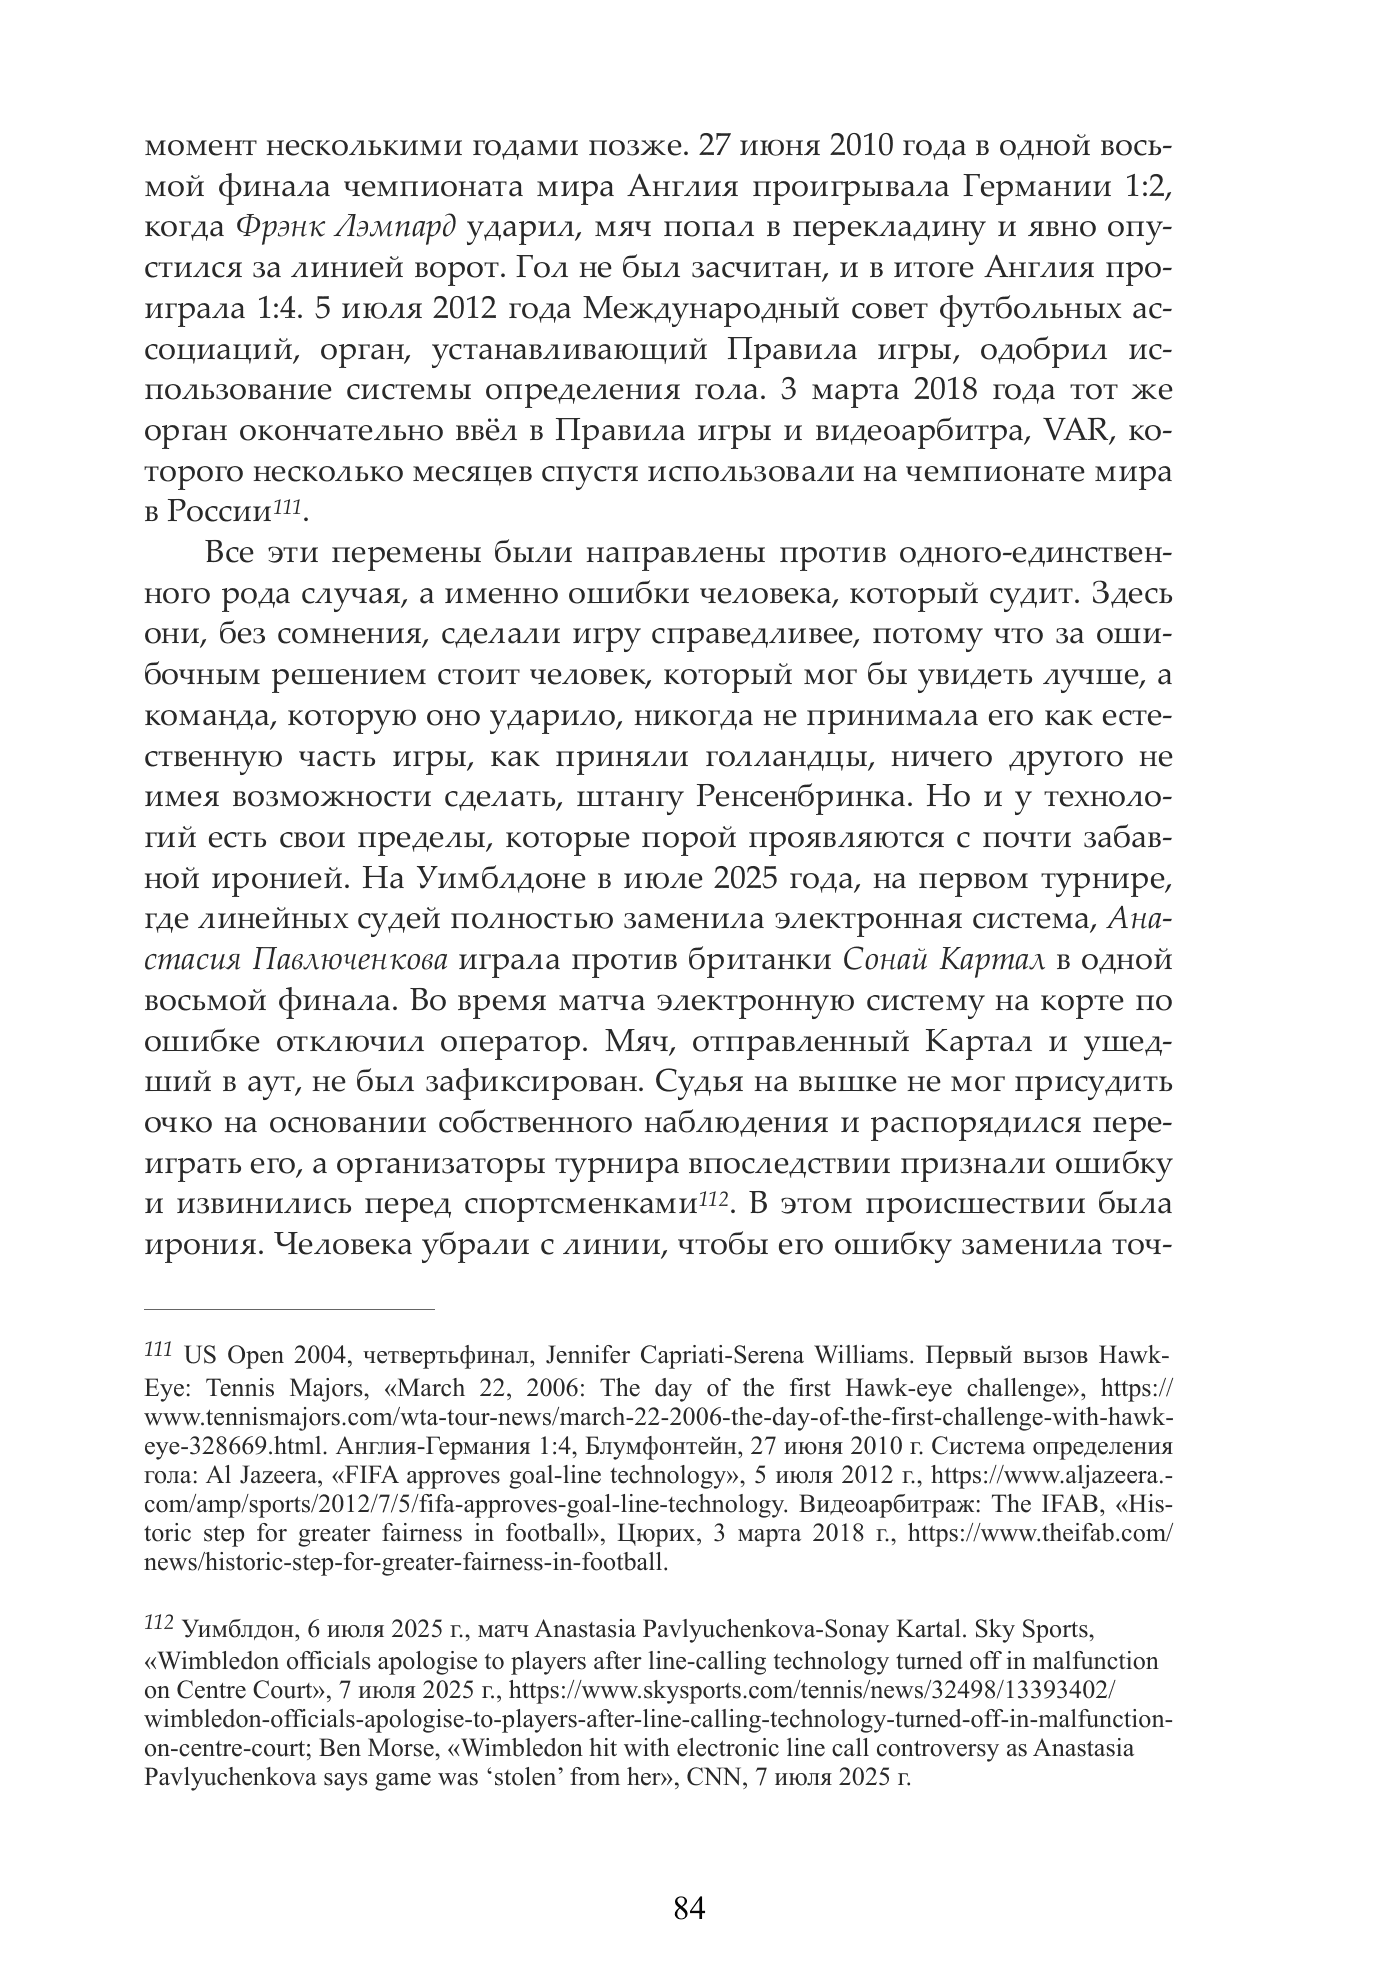 момент несколькими годами позже. 27 июня 2010 года в одной вось-
мой финала чемпионата мира Англия проигрывала Германии 1:2,
когда Фрэнк Лэмпард ударил, мяч попал в перекладину и явно опу-
стился за линией ворот. Гол не был засчитан, и в итоге Англия про-
играла 1:4. 5 июля 2012 года Международный совет футбольных ас-
социаций, орган, устанавливающий Правила игры, одобрил ис-
пользование системы определения гола. 3 марта 2018 года тот же
орган окончательно ввёл в Правила игры и видеоарбитра, VAR, ко-
торого несколько месяцев спустя использовали на чемпионате мира
в России111.
Все эти перемены были направлены против одного-единствен-
ного рода случая, а именно ошибки человека, который судит. Здесь
они, без сомнения, сделали игру справедливее, потому что за оши-
бочным решением стоит человек, который мог бы увидеть лучше, а
команда, которую оно ударило, никогда не принимала его как есте-
ственную часть игры, как приняли голландцы, ничего другого не
имея возможности сделать, штангу Ренсенбринка. Но и у техноло-
гий есть свои пределы, которые порой проявляются с почти забав-
ной иронией. На Уимблдоне в июле 2025 года, на первом турнире,
где линейных судей полностью заменила электронная система, Ана-
стасия Павлюченкова играла против британки Сонай Картал в одной
восьмой финала. Во время матча электронную систему на корте по
ошибке отключил оператор. Мяч, отправленный Картал и ушед-
ший в аут, не был зафиксирован. Судья на вышке не мог присудить
очко на основании собственного наблюдения и распорядился пере-
играть его, а организаторы турнира впоследствии признали ошибку
и извинились перед спортсменками112. В этом происшествии была
ирония. Человека убрали с линии, чтобы его ошибку заменила точ-
111 US Open 2004, четвертьфинал, Jennifer Capriati-Serena Williams. Первый вызов Hawk-
Eye: Tennis Majors, «March 22, 2006: The day of the first Hawk-eye challenge», https://
www.tennismajors.com/wta-tour-news/march-22-2006-the-day-of-the-first-challenge-with-hawk-
eye-328669.html. Англия-Германия 1:4, Блумфонтейн, 27 июня 2010 г. Система определения
гола: Al Jazeera, «FIFA approves goal-line technology», 5 июля 2012 г., https://www.aljazeera.-
com/amp/sports/2012/7/5/fifa-approves-goal-line-technology. Видеоарбитраж: The IFAB, «His-
toric step for greater fairness in football», Цюрих, 3 марта 2018 г., https://www.theifab.com/
news/historic-step-for-greater-fairness-in-football.
112 Уимблдон, 6 июля 2025 г., матч Anastasia Pavlyuchenkova-Sonay Kartal. Sky Sports,
«Wimbledon officials apologise to players after line-calling technology turned off in malfunction
on Centre Court», 7 июля 2025 г., https://www.skysports.com/tennis/news/32498/13393402/
wimbledon-officials-apologise-to-players-after-line-calling-technology-turned-off-in-malfunction-
on-centre-court; Ben Morse, «Wimbledon hit with electronic line call controversy as Anastasia
Pavlyuchenkova says game was ‘stolen’ from her», CNN, 7 июля 2025 г.
84